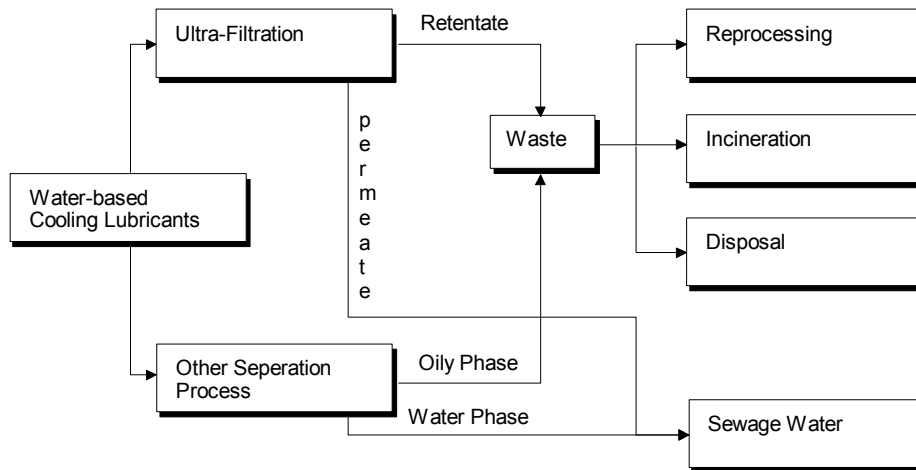 Ultra-Filtration
Retentate
Reprocessing
permeate
Waste
Incineration
Water-based
Cooling Lubricants
Disposal
Other Seperation
Process
Oily Phase
Water Phase
Sewage Water